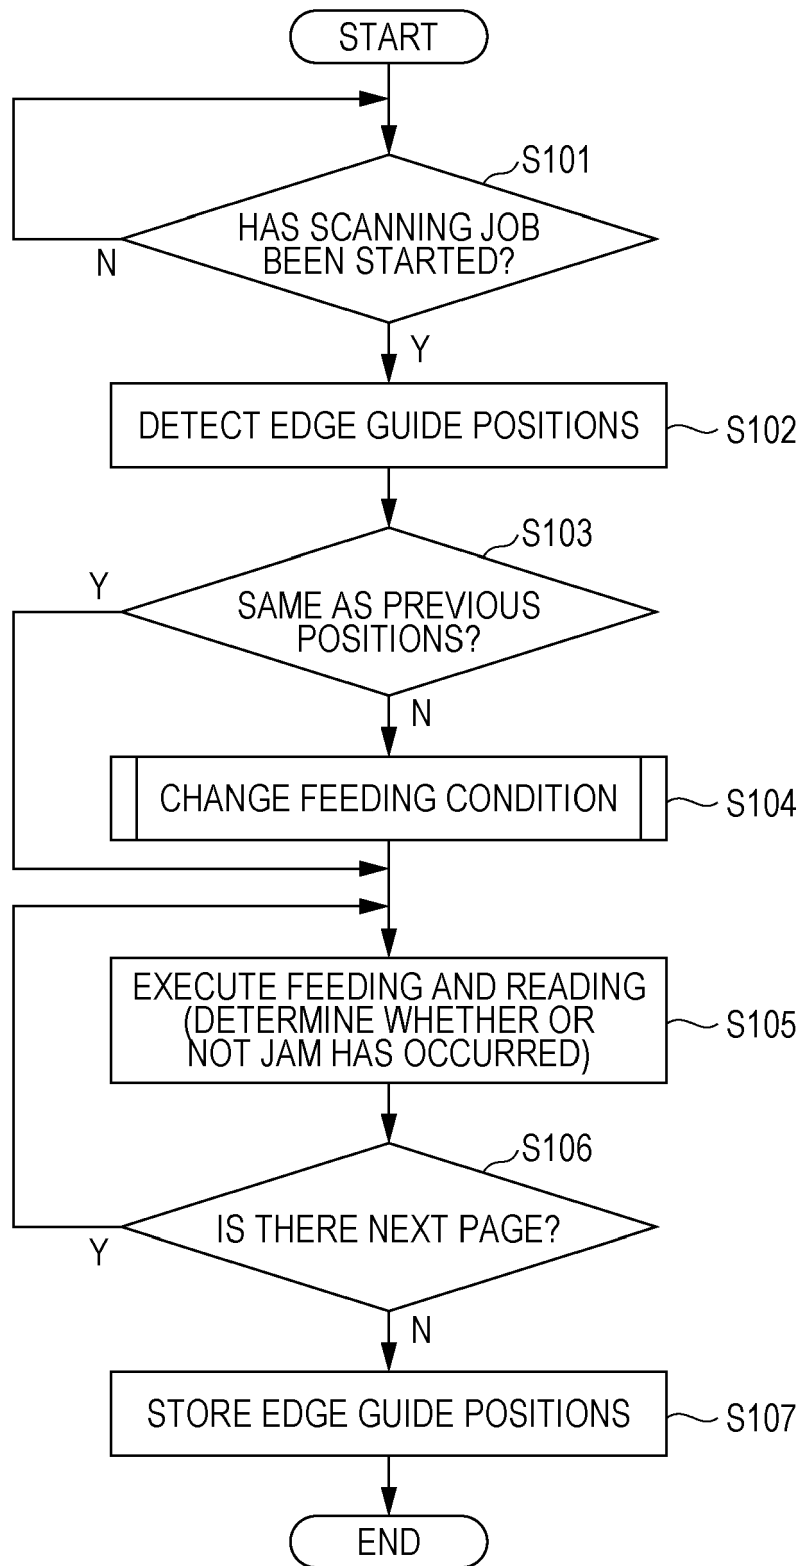 START
S101
HAS SCANNING JOB
BEEN STARTED?
N
Y
DETECT EDGE GUIDE POSITIONS
S102
S103
Y
SAME AS PREVIOUS
POSITIONS?
N
CHANGE FEEDING CONDITION
S104
EXECUTE FEEDING AND READING
(DETERMINE WHETHER OR
NOT JAM HAS OCCURRED)
S105
S106
IS THERE NEXT PAGE?
Y
N
STORE EDGE GUIDE POSITIONS
S107
END